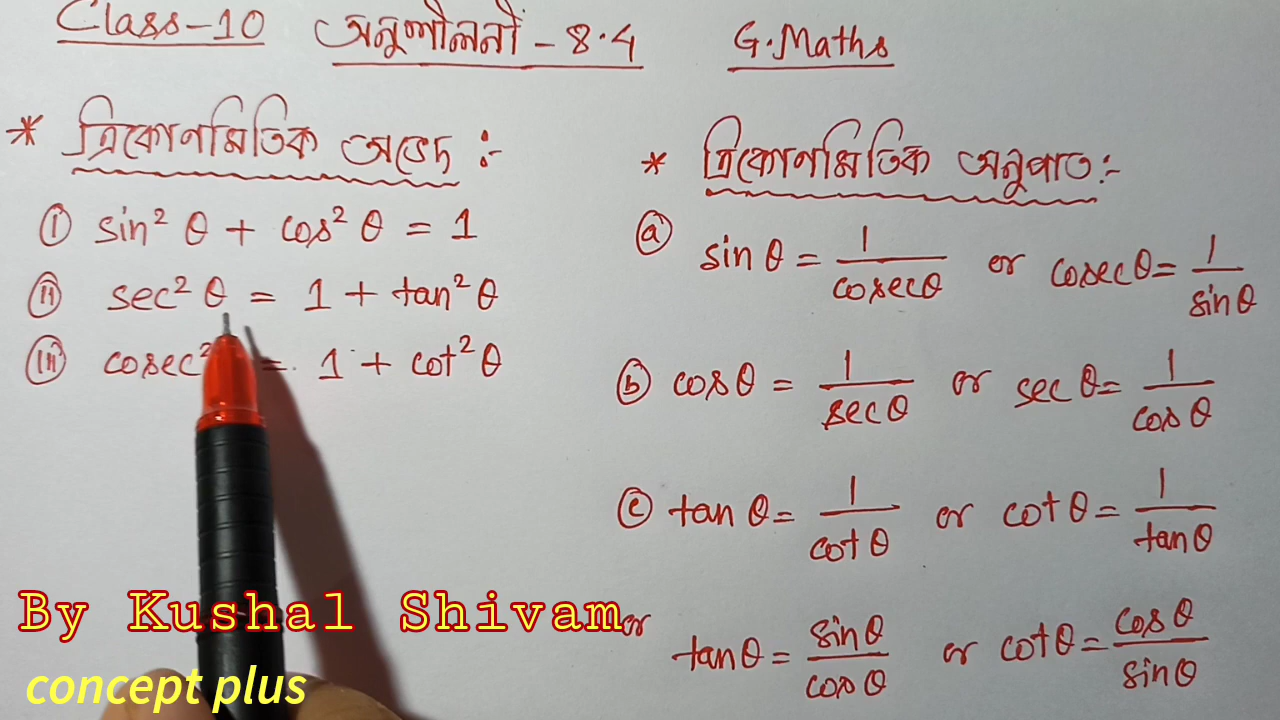 Class-10 অনুশীলনী - 8.4 G.Maths
* ত্রিকোণমিতিক অভেদ :-
(i) sin² θ + cos² θ = 1
(ii) sec² θ = 1 + tan² θ
(iii) cosec² = 1 + cot² θ
* ত্রিকোণমিতিক অনুপাত :-
(a) sin θ = 1/cosec θ or cosec θ = 1/sin θ
(b) cos θ = 1/sec θ or sec θ = 1/cos θ
(c) tan θ = 1/cot θ or cot θ = 1/tan θ
or tan θ = sin θ/cos θ or cot θ = cos θ/sin θ
By Kushal Shivam
concept plus